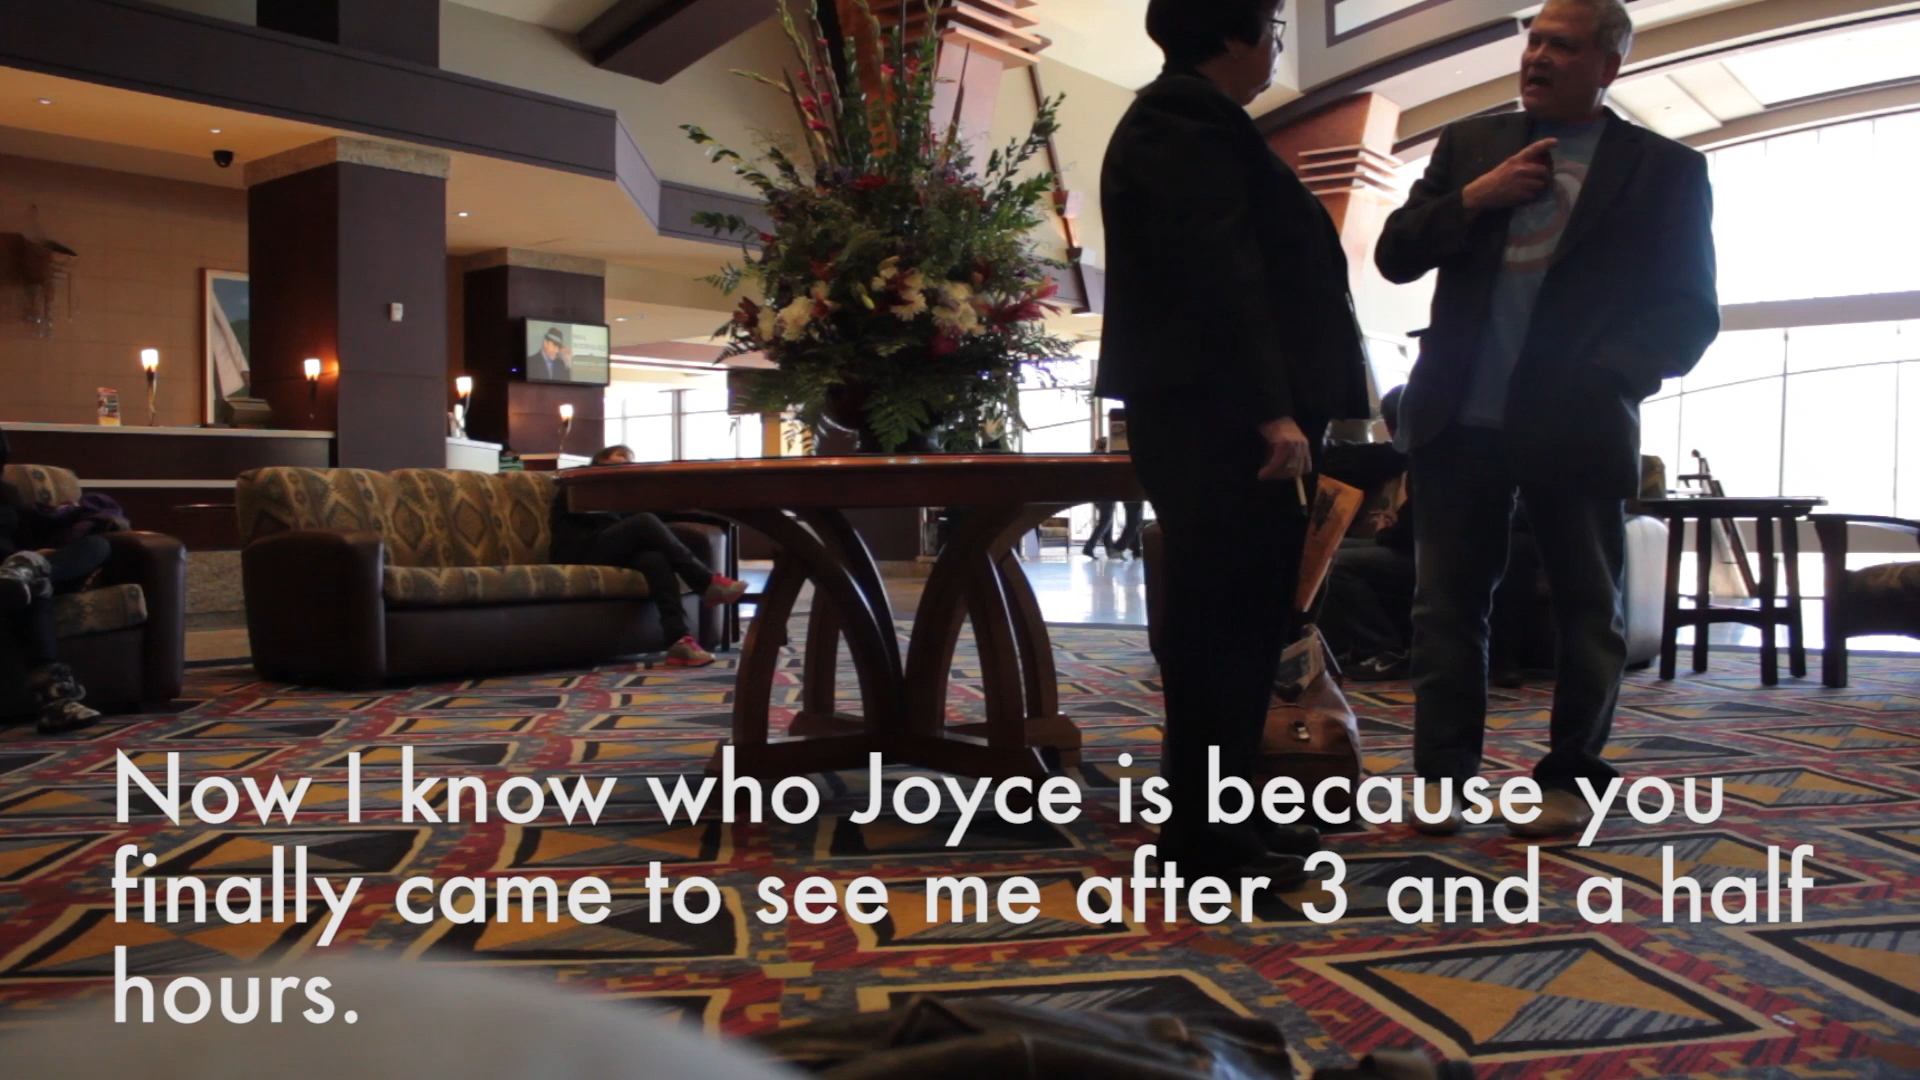 Now I know who Joyce is because you
finally came to see me after 3 and a half
hours.